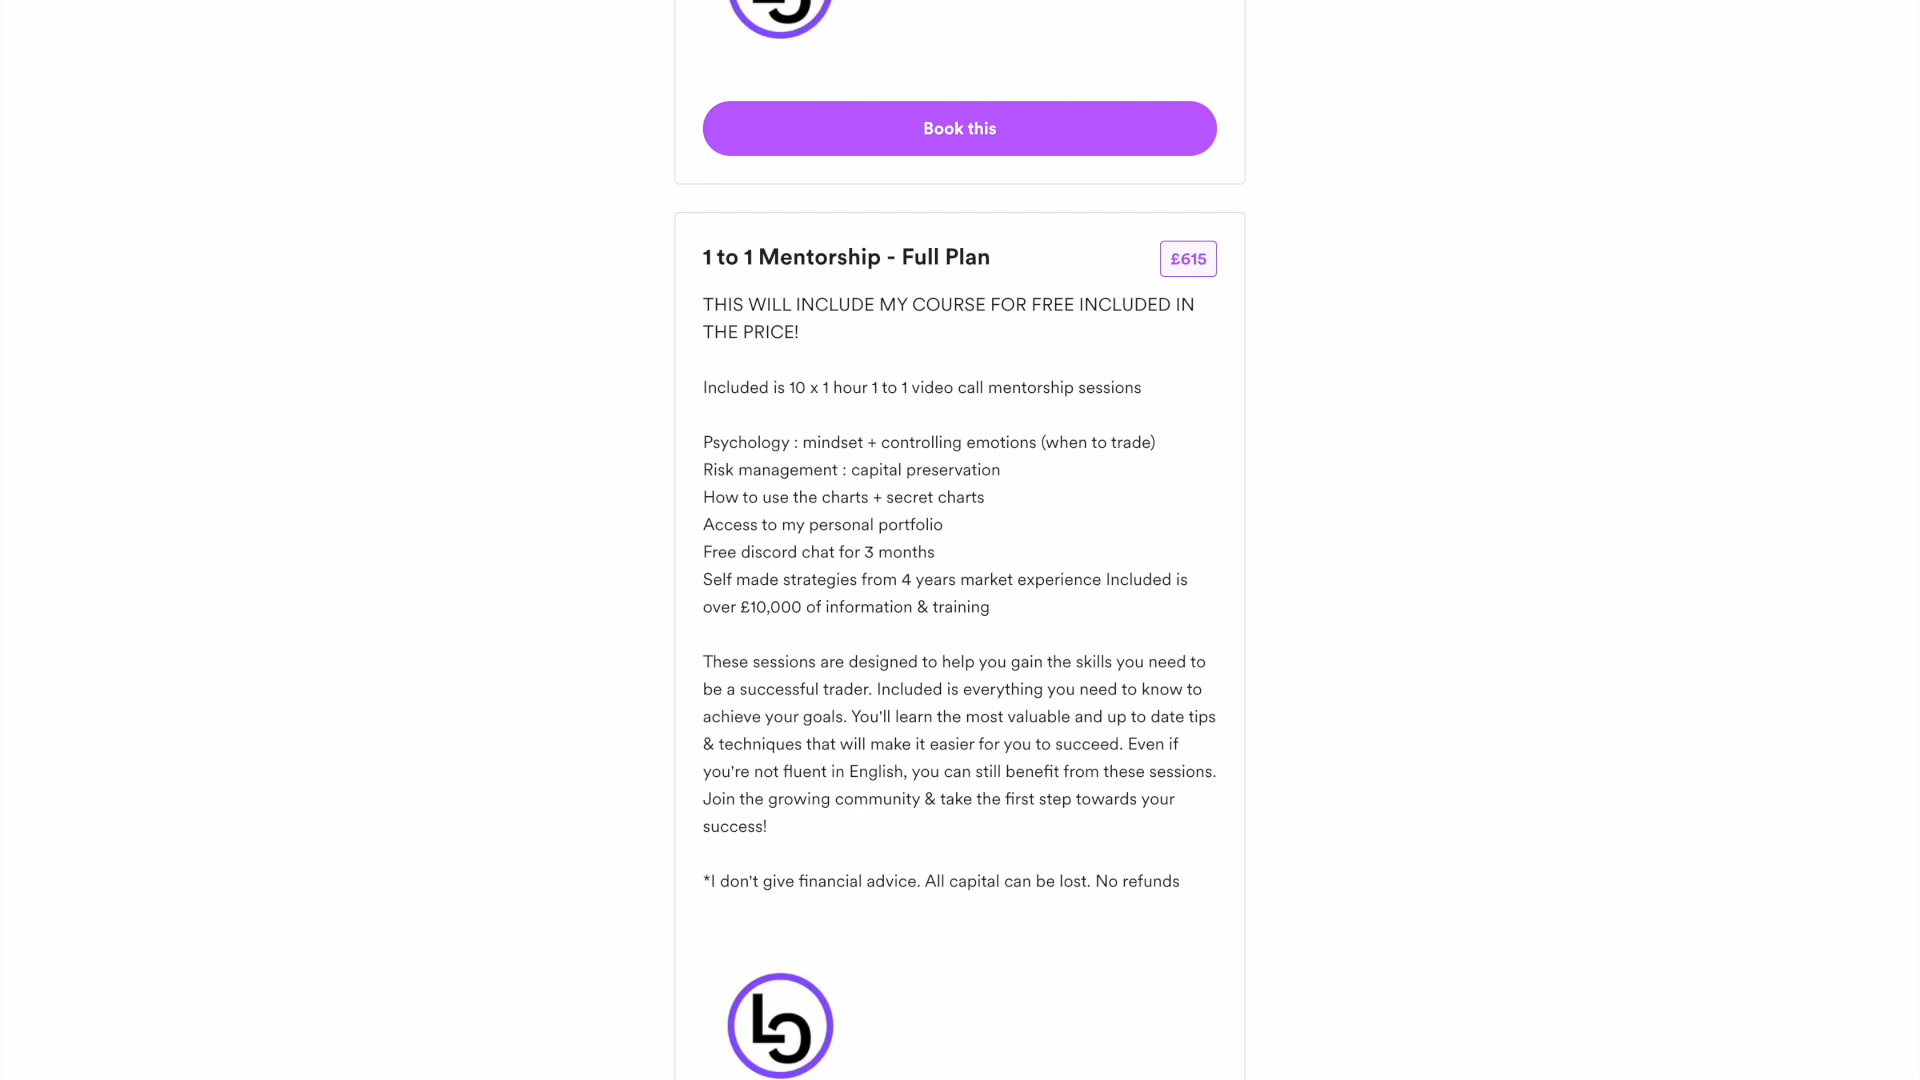 Book this
1 to 1 Mentorship - Full Plan
£615
THIS WILL INCLUDE MY COURSE FOR FREE INCLUDED IN
THE PRICE!
Included is 10 x 1 hour 1 to 1 video call mentorship sessions
Psychology : mindset + controlling emotions (when to trade)
Risk management : capital preservation
How to use the charts + secret charts
Access to my personal portfolio
Free discord chat for 3 months
Self made strategies from 4 years market experience Included is
over £10,000 of information & training
These sessions are designed to help you gain the skills you need to
be a successful trader. Included is everything you need to know to
achieve your goals. You'll learn the most valuable and up to date tips
& techniques that will make it easier for you to succeed. Even if
you're not fluent in English, you can still benefit from these sessions.
Join the growing community & take the first step towards your
success!
*I don't give financial advice. All capital can be lost. No refunds